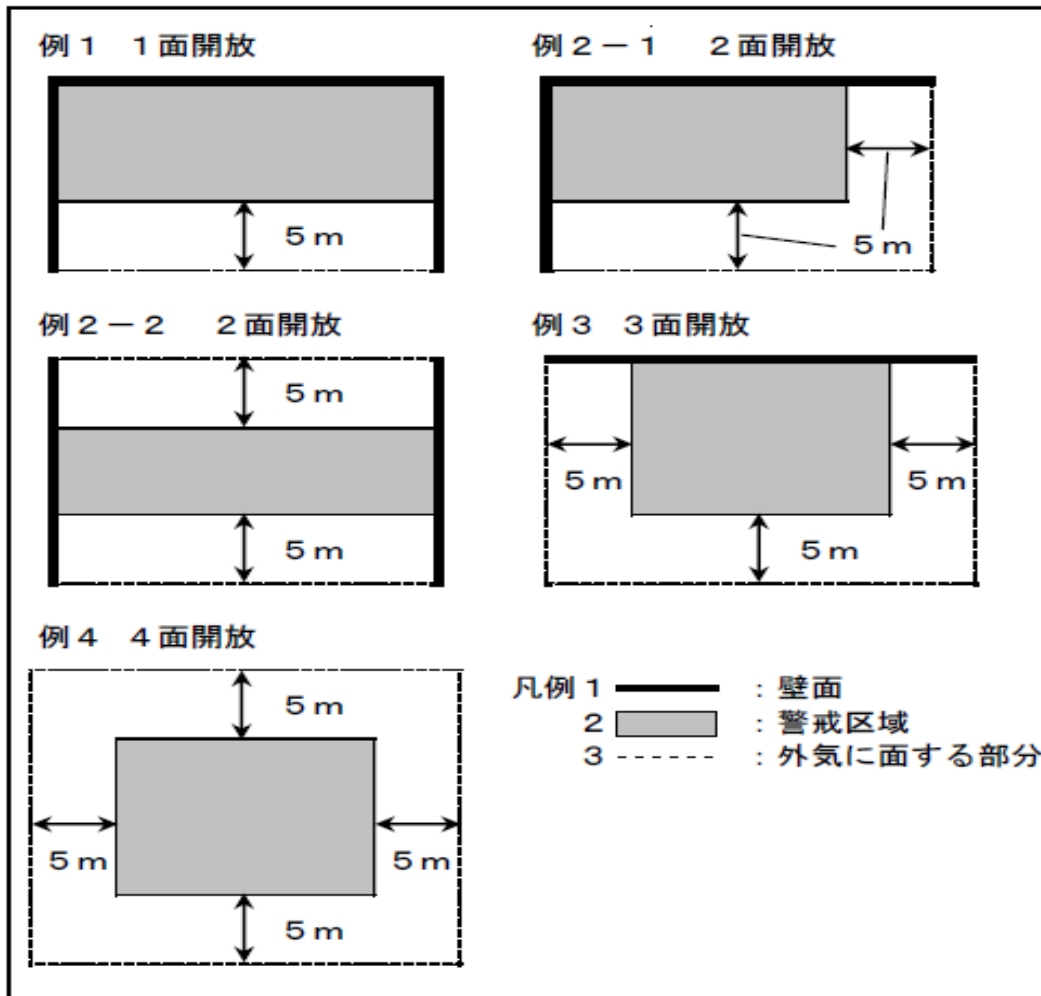 例1 1面開放
5m
例2-1 2面開放
5m
例2-2 2面開放
5m
5m
例3 3面開放
5m
5m
5m
例4 4面開放
5m
5m
5m
5m
凡例1 :壁面
2 :警戒区域
3 :外気に面する部分